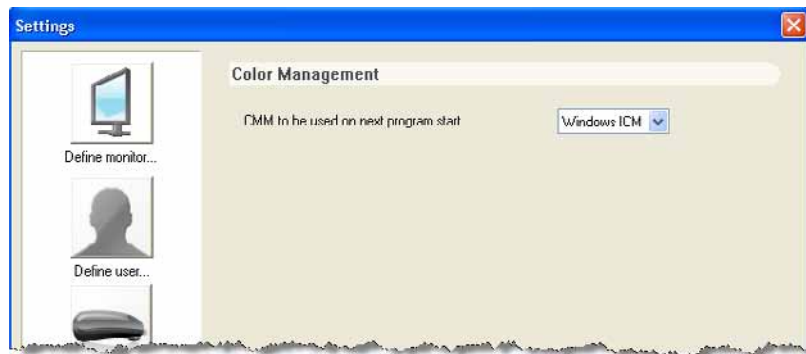 Settings
Color Management
CMM to be used on next program start
Windows ICM
Define monitor...
Define user...